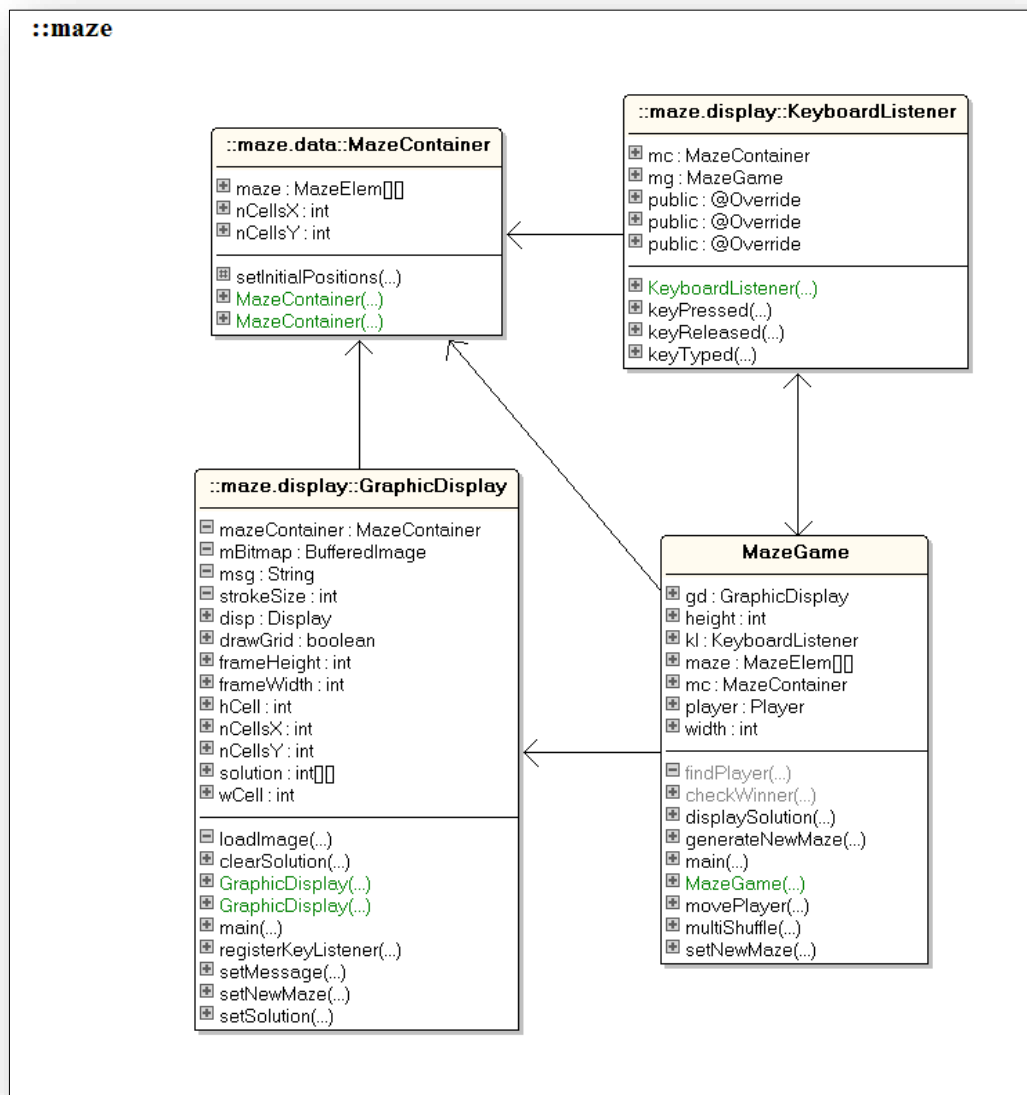 ::maze
::maze.data::MazeContainer
maze : MazeElem[][]
nCellsX : int
nCellsY : int
setInitialPositions(...)
MazeContainer(...)
MazeContainer(...)
::maze.display::KeyboardListener
mc : MazeContainer
mg : MazeGame
public : @Override
public : @Override
public : @Override
KeyboardListener(...)
keyPressed(...)
keyReleased(...)
keyTyped(...)
::maze.display::GraphicDisplay
mazeContainer : MazeContainer
mBitmap : BufferedImage
msg : String
strokeSize : int
disp : Display
drawGrid : boolean
frameHeight : int
frameWidth : int
hCell : int
nCellsX : int
nCellsY : int
solution : int[][]
wCell : int
loadImage(...)
clearSolution(...)
GraphicDisplay(...)
GraphicDisplay(...)
main(...)
registerKeyListener(...)
setMessage(...)
setNewMaze(...)
setSolution(...)
MazeGame
gd : GraphicDisplay
height : int
kl : KeyboardListener
maze : MazeElem[][]
mc : MazeContainer
player : Player
width : int
findPlayer(...)
checkWinner(...)
displaySolution(...)
generateNewMaze(...)
main(...)
MazeGame(...)
movePlayer(...)
multiShuffle(...)
setNewMaze(...)